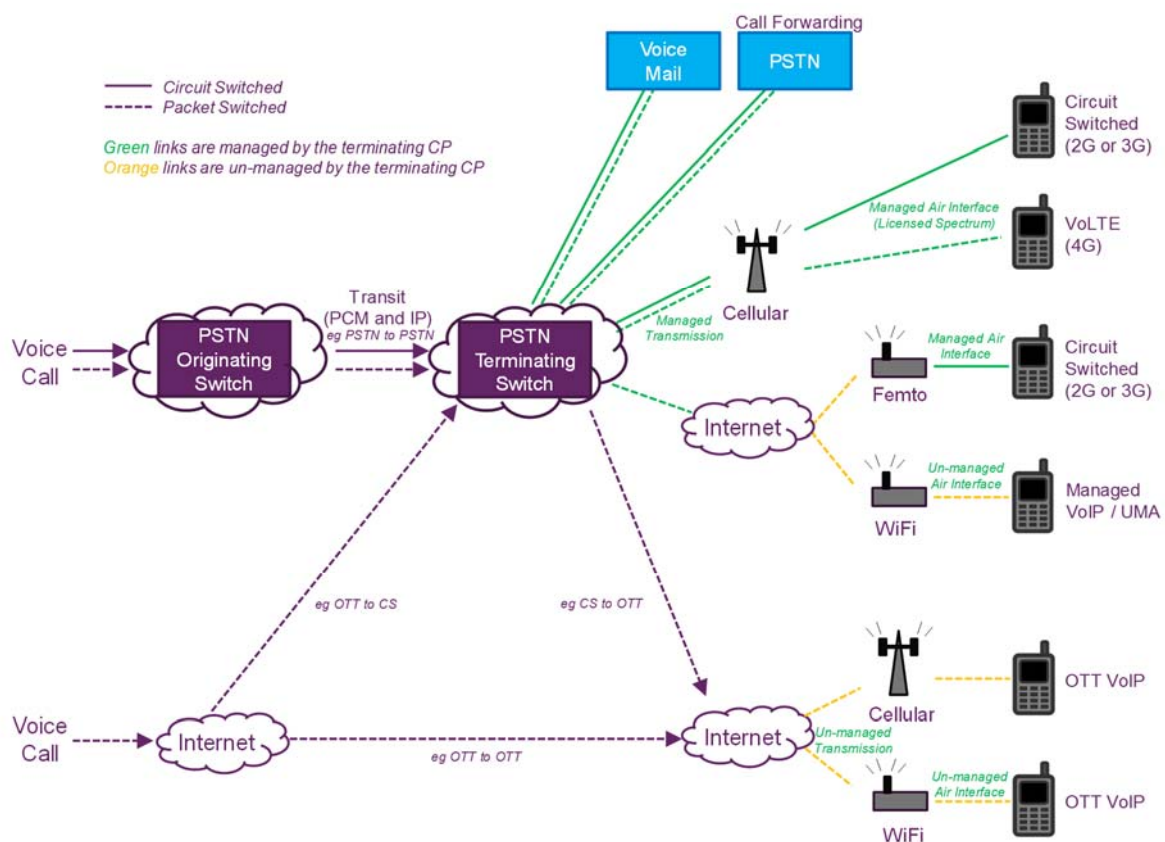 Call Forwarding
Voice
Mail
PSTN
Circuit Switched
Packet Switched
Green links are managed by the terminating CP
Orange links are un-managed by the terminating CP
Circuit
Switched
(2G or 3G)
Managed Air Interface
(Licensed Spectrum)
VoLTE
(4G)
Cellular
Managed
Transmission
Voice
Call
PSTN
Originating
Switch
Transit
(PCM and IP)
eg PSTN to PSTN
PSTN
Terminating
Switch
Managed Air
Interface
Femto
Circuit
Switched
(2G or 3G)
Internet
Un-managed
Air Interface
WiFi
Managed
VoIP / UMA
eg OTT to CS
eg CS to OTT
Cellular
OTT VoIP
Voice
Call
Internet
eg OTT to OTT
Internet
Un-managed
Transmission
Un-managed
Air Interface
WiFi
OTT VoIP